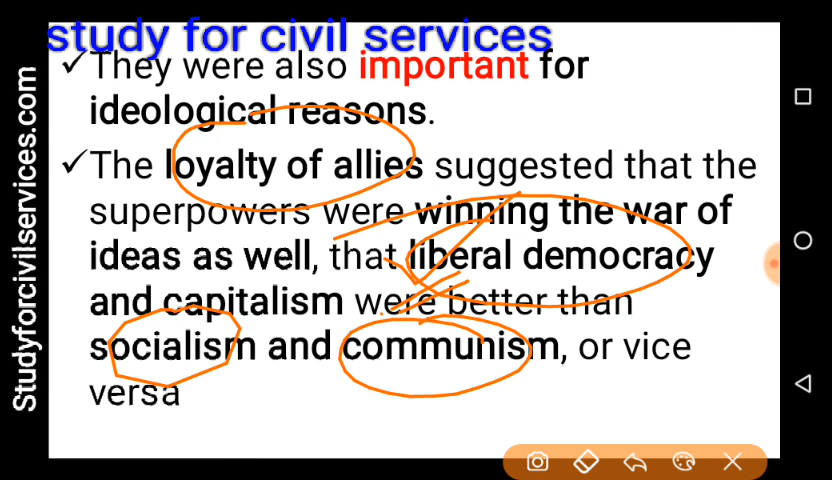 study for civil services
✓They were also important for
ideological reasons.
✓The loyalty of allies suggested that the
superpowers were winning the war of
ideas as well, that liberal democracy
and capitalism were better than
socialism and communism, or vice
versa
Studyforcivilservices.com